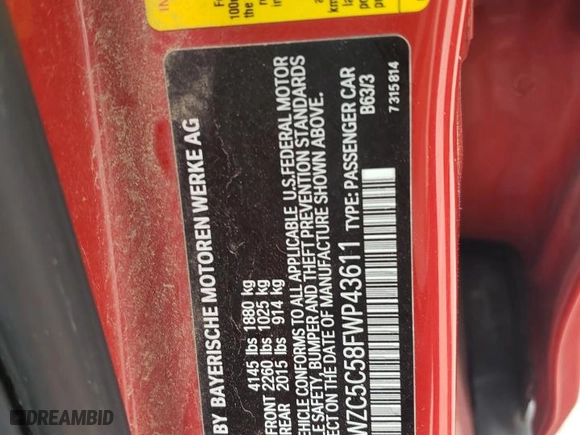 BY BAYERISCHE MOTOREN WERKE AG
4145 lbs 1880 kg
FRONT 2260 lbs 1025 kg
REAR 2015 lbs 914 kg
VEHICLE CONFORMS TO ALL APPLICABLE U.S.FEDERAL MOTOR
SAFETY, BUMPER AND THEFT PREVENTION STANDARDS
ECT ON THE DATE OF MANUFACTURE SHOWN ABOVE.
WZC5C58FWP43611 TYPE: PASSENGER CAR
B63/3
7315814
DREAMBID